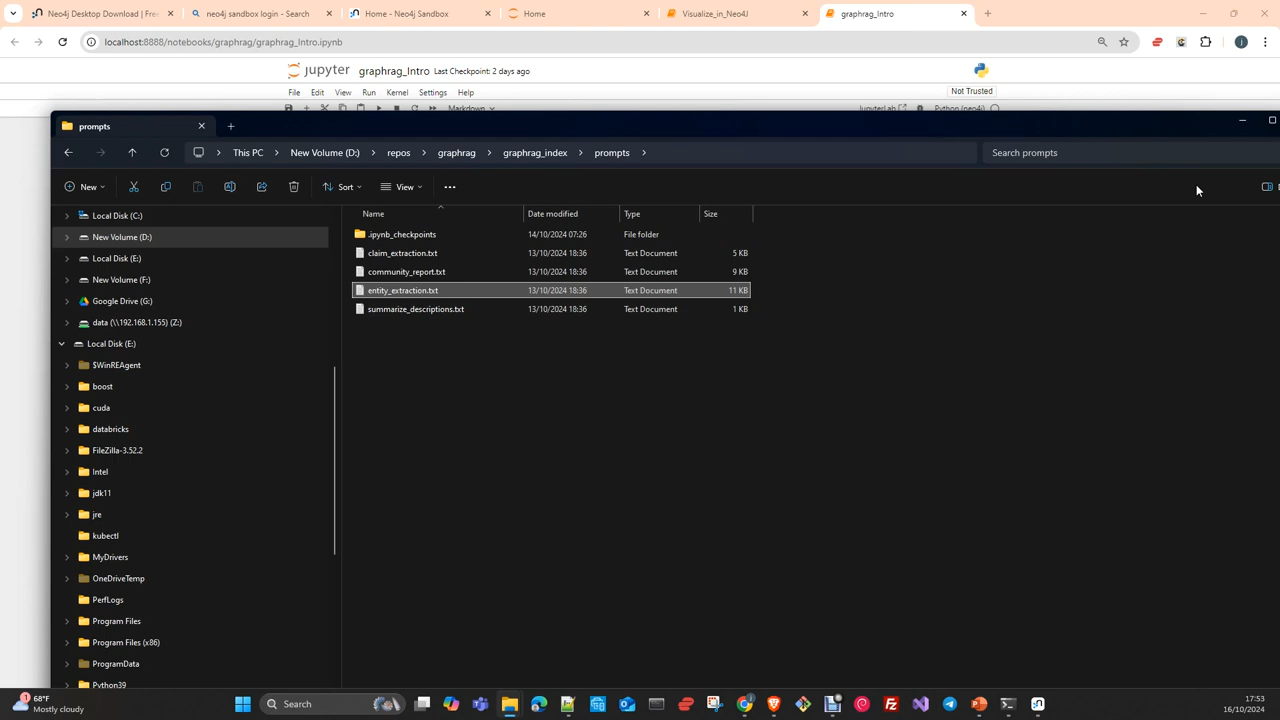 Neo4j Desktop Download | Free
neo4j sandbox login - Search
Home - Neo4j Sandbox
Home
Visualize_in_Neo4J
graphrag_Intro
localhost:8888/notebooks/graphrag/graphrag_Intro.ipynb
jupyter graphrag_Intro Last Checkpoint: 2 days ago
File Edit View Run Kernel Settings Help
Not Trusted
Markdown
JupyterLab
Python (neo4j)
prompts
This PC > New Volume (D:) > repos > graphrag > graphrag_index > prompts >
Search prompts
New
Sort
View
Name Date modified Type Size
.ipynb_checkpoints 14/10/2024 07:26 File folder
claim_extraction.txt 13/10/2024 18:36 Text Document 5 KB
community_report.txt 13/10/2024 18:36 Text Document 9 KB
entity_extraction.txt 13/10/2024 18:36 Text Document 11 KB
summarize_descriptions.txt 13/10/2024 18:36 Text Document 1 KB
Local Disk (C:)
New Volume (D:)
Local Disk (E:)
New Volume (F:)
Google Drive (G:)
data (\\192.168.1.155) (Z:)
Local Disk (E:)
$WinREAgent
boost
cuda
databricks
FileZilla-3.52.2
Intel
jdk11
jre
kubectl
MyDrivers
OneDriveTemp
PerfLogs
Program Files
Program Files (x86)
ProgramData
Python39
1
68°F
Mostly cloudy
Search
17:53
16/10/2024